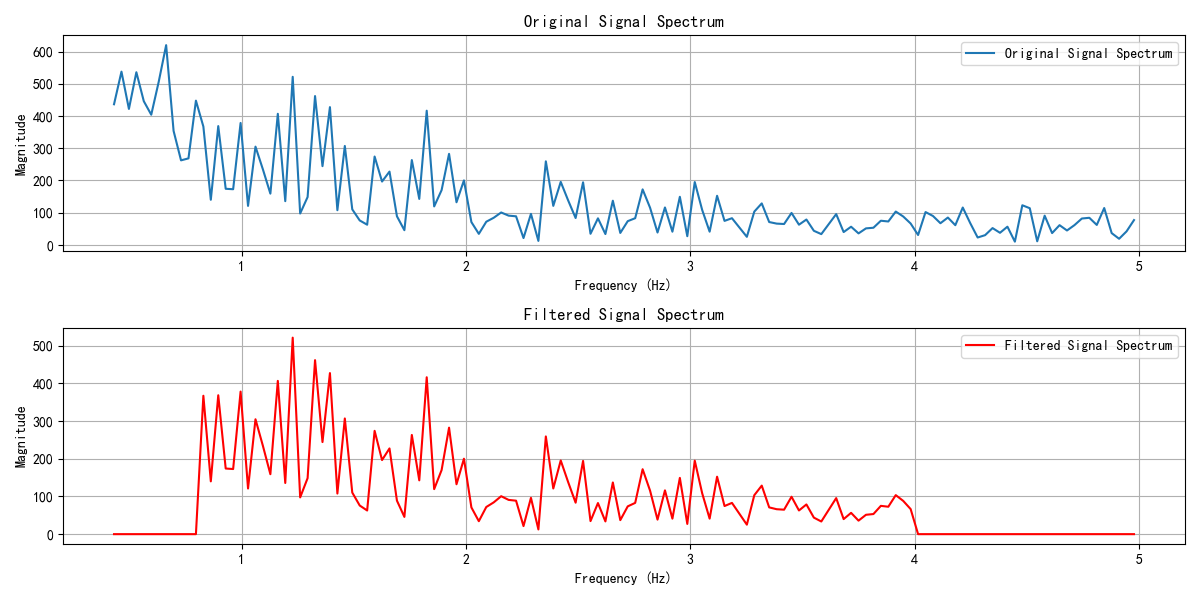 Original Signal Spectrum
Original Signal Spectrum
Magnitude
600
500
400
300
200
100
0
1
2
3
4
5
Frequency (Hz)
Filtered Signal Spectrum
Filtered Signal Spectrum
Magnitude
500
400
300
200
100
0
1
2
3
4
5
Frequency (Hz)